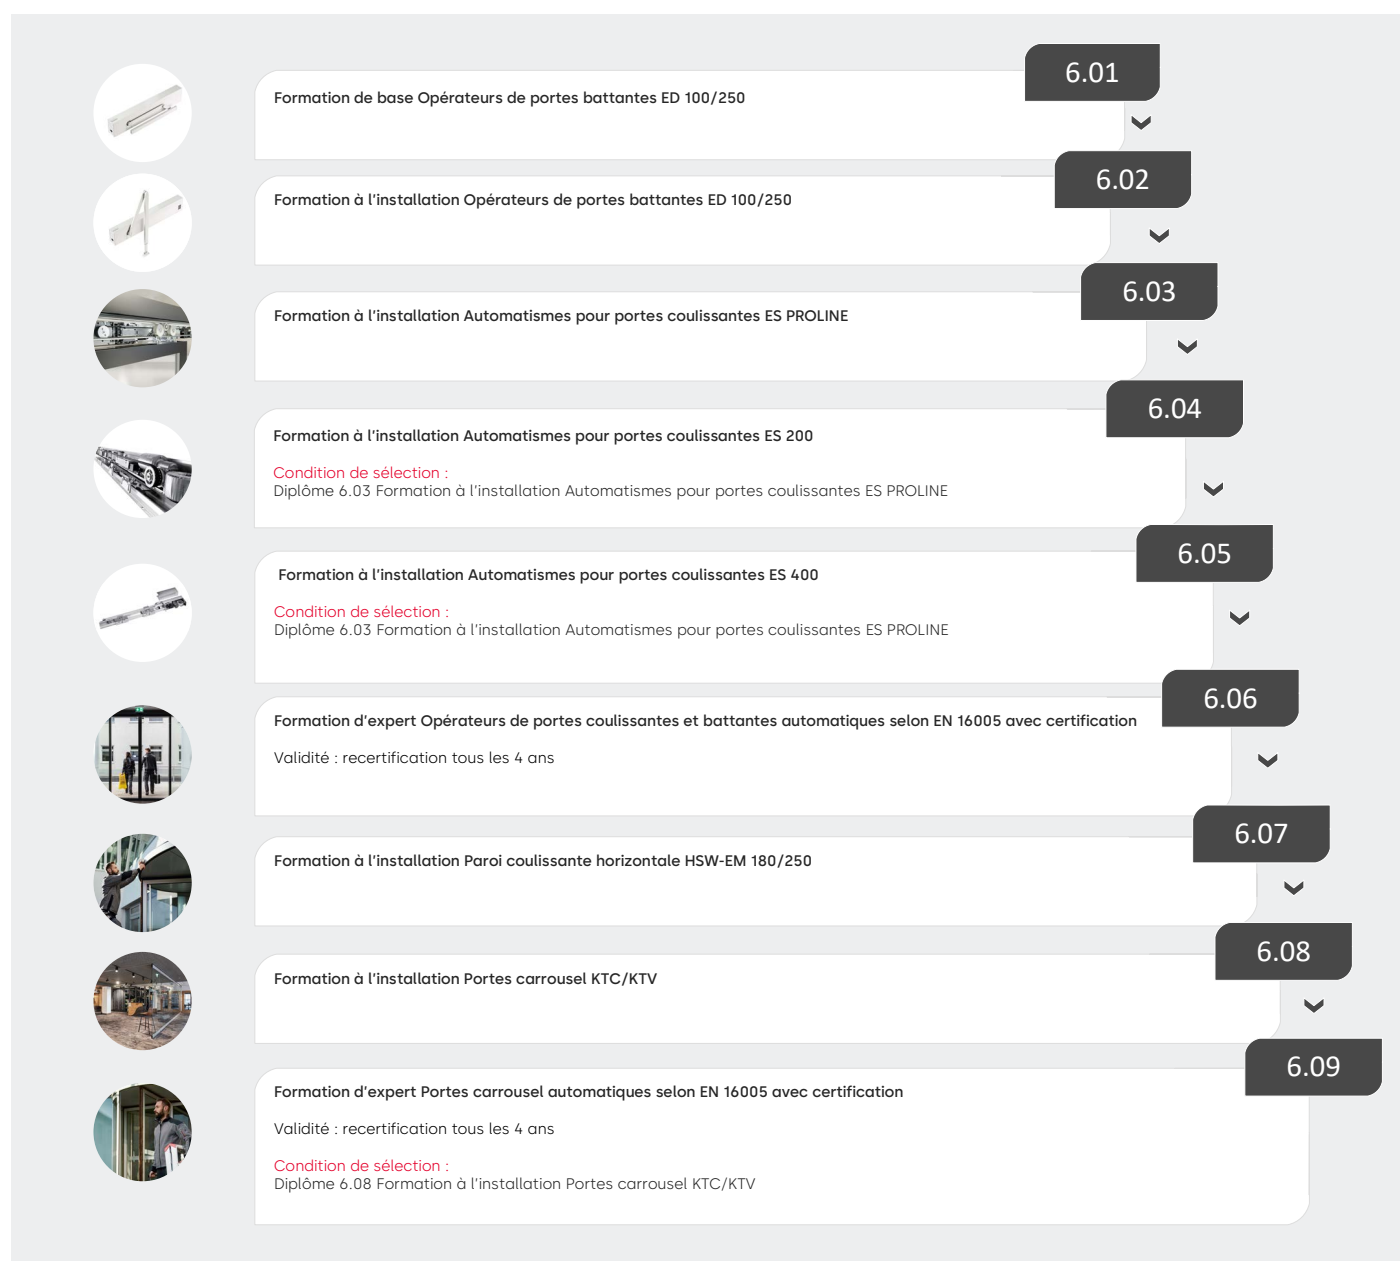 6.01
Formation de base Opérateurs de portes battantes ED 100/250
6.02
Formation à l'installation Opérateurs de portes battantes ED 100/250
6.03
Formation à l'installation Automatismes pour portes coulissantes ES PROLINE
6.04
Formation à l'installation Automatismes pour portes coulissantes ES 200
Condition de sélection :
Diplôme 6.03 Formation à l'installation Automatismes pour portes coulissantes ES PROLINE
6.05
Formation à l'installation Automatismes pour portes coulissantes ES 400
Condition de sélection :
Diplôme 6.03 Formation à l'installation Automatismes pour portes coulissantes ES PROLINE
6.06
Formation d'expert Opérateurs de portes coulissantes et battantes automatiques selon EN 16005 avec certification
Validité : recertification tous les 4 ans
6.07
Formation à l'installation Paroi coulissante horizontale HSW-EM 180/250
6.08
Formation à l'installation Portes carrousel KTC/KTV
6.09
Formation d'expert Portes carrousel automatiques selon EN 16005 avec certification
Validité : recertification tous les 4 ans
Condition de sélection :
Diplôme 6.08 Formation à l'installation Portes carrousel KTC/KTV